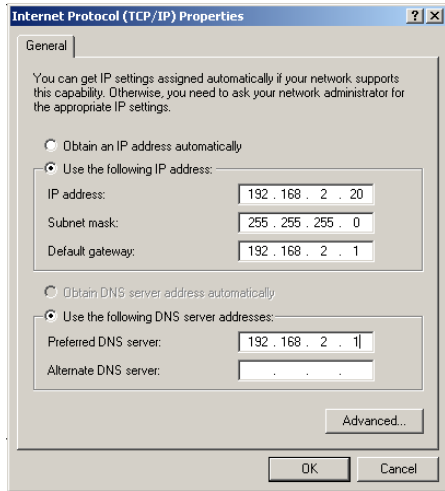 Internet Protocol (TCP/IP) Properties
General
You can get IP settings assigned automatically if your network supports
this capability. Otherwise, you need to ask your network administrator for
the appropriate IP settings.
Obtain an IP address automatically
Use the following IP address:
IP address: 192 . 168 . 2 . 20
Subnet mask: 255 . 255 . 255 . 0
Default gateway: 192 . 168 . 2 . 1
Obtain DNS server address automatically
Use the following DNS server addresses:
Preferred DNS server: 192 . 168 . 2 . 1
Alternate DNS server: . . .
Advanced...
OK Cancel